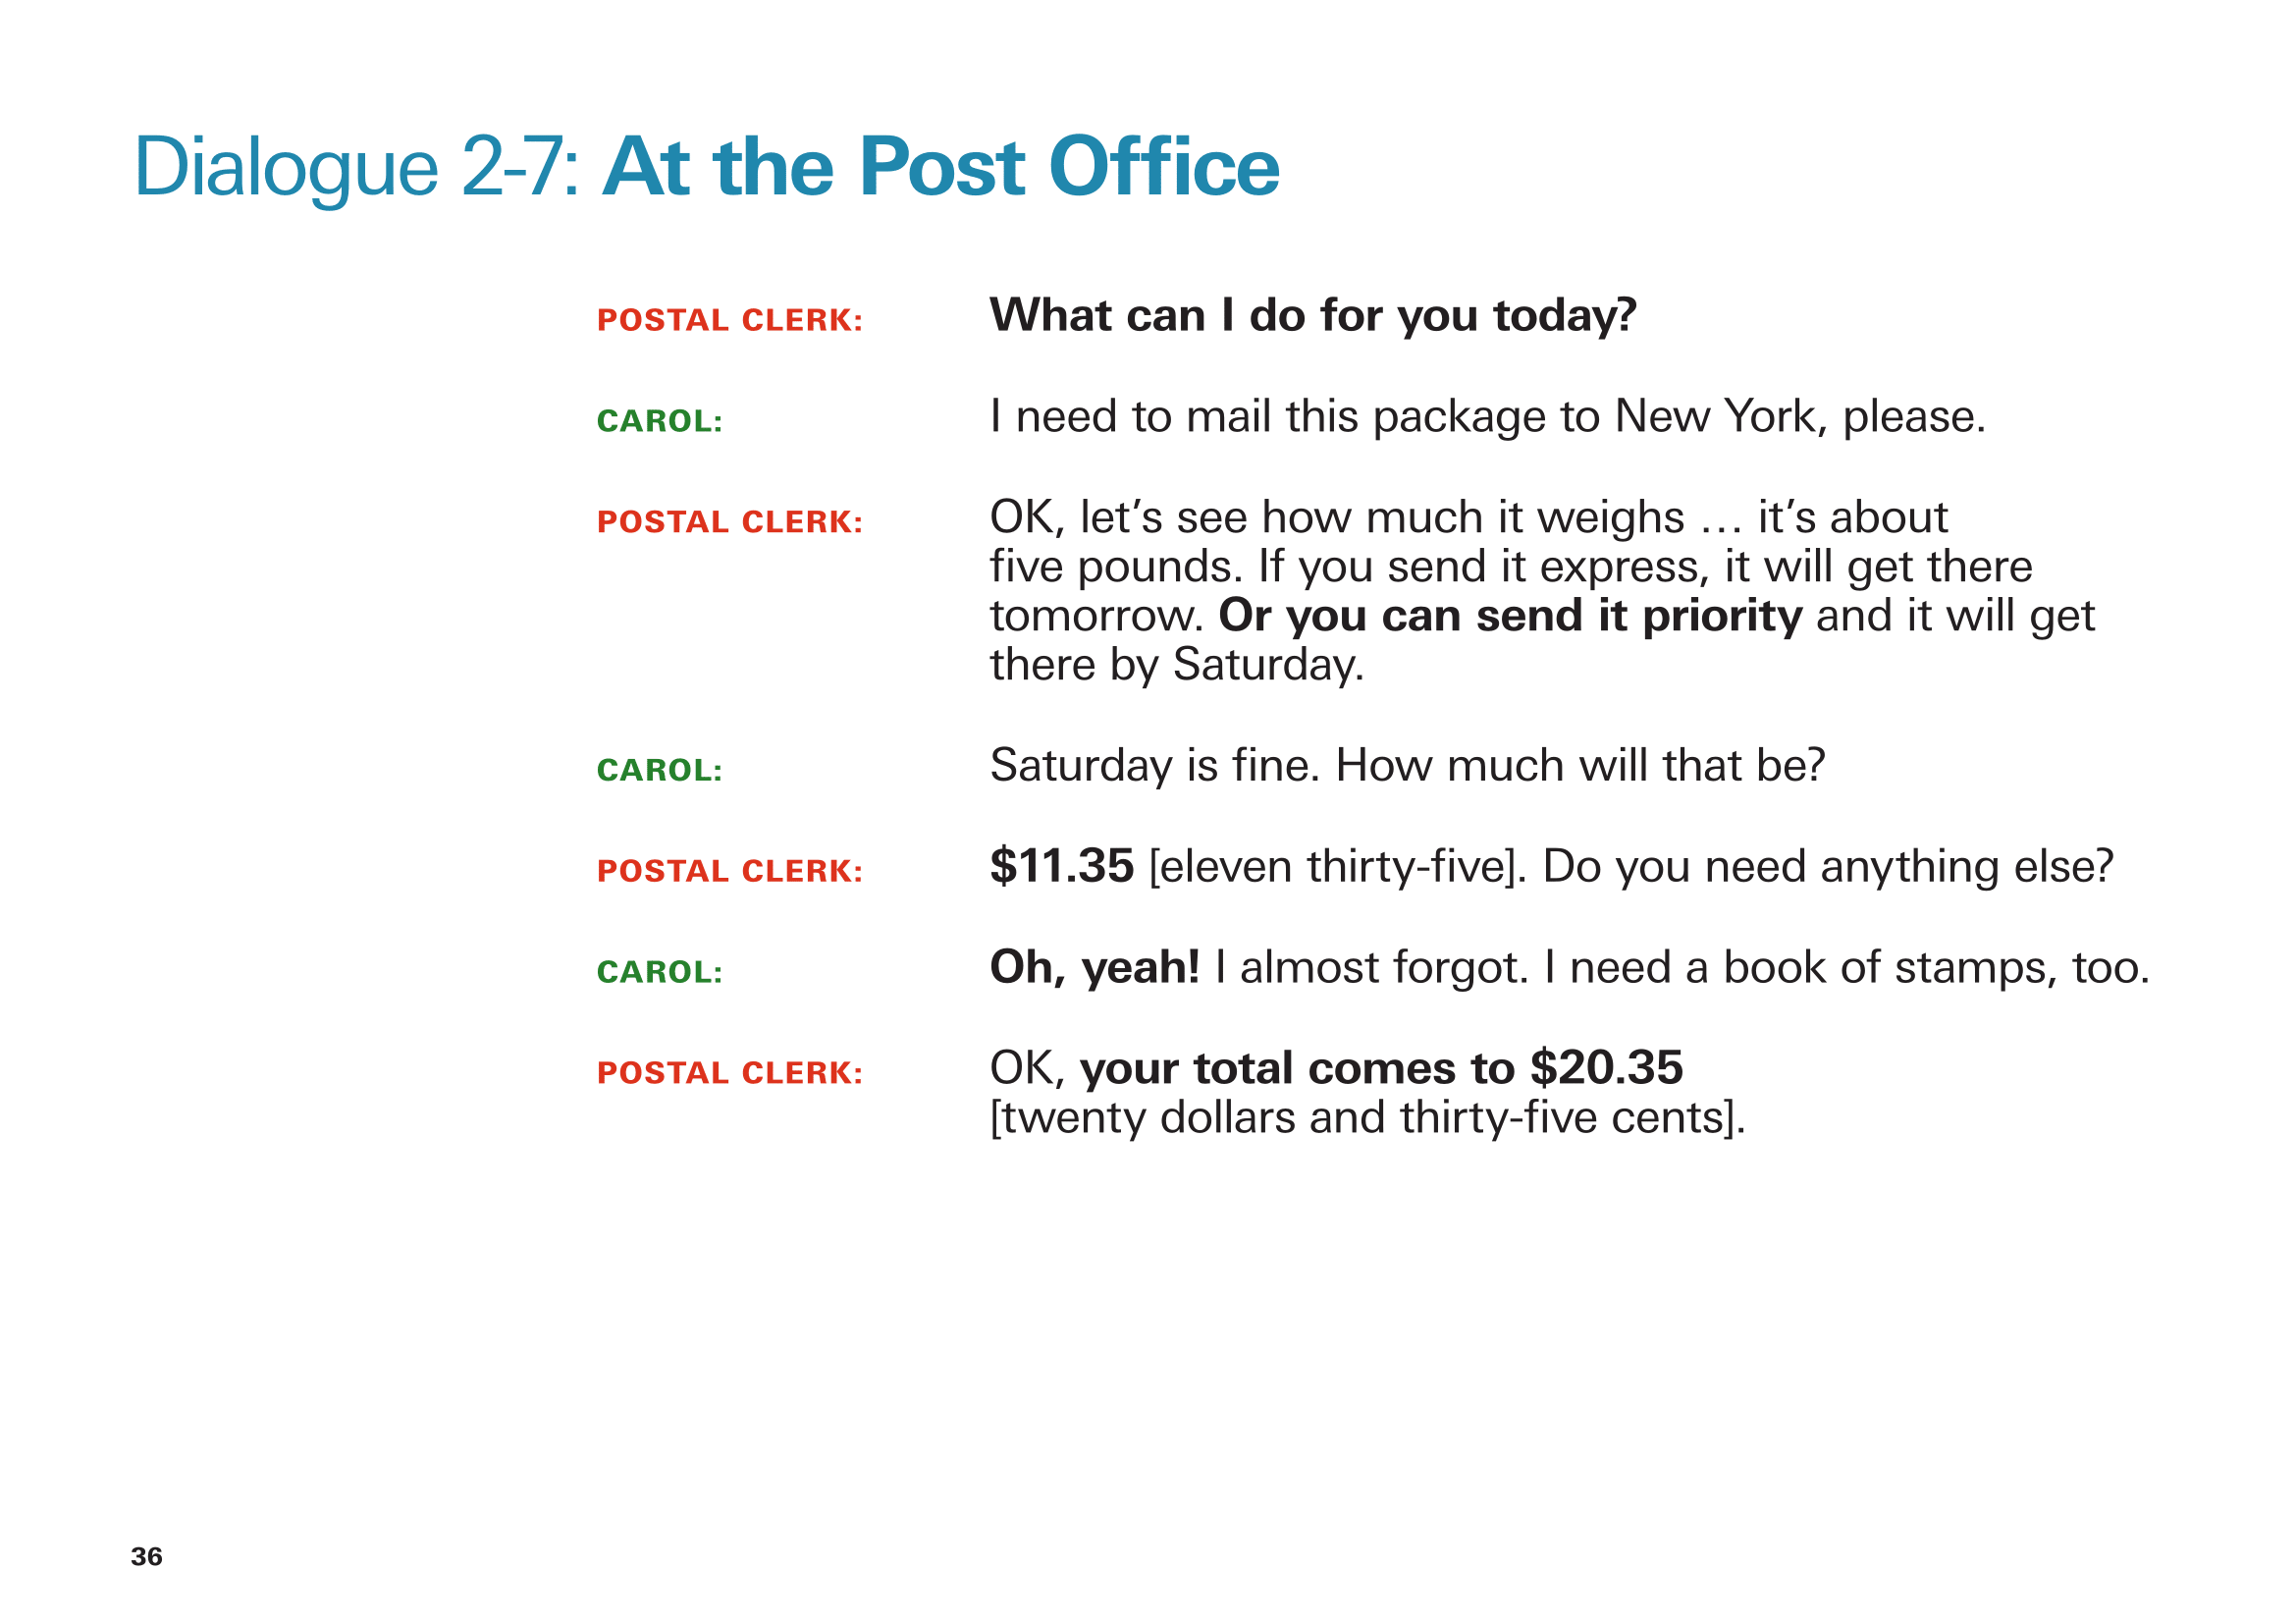 Dialogue 2-7: At the Post Office
POSTAL CLERK: What can I do for you today?
CAROL: I need to mail this package to New York, please.
POSTAL CLERK: OK, let’s see how much it weighs … it’s about
five pounds. If you send it express, it will get there
tomorrow. Or you can send it priority and it will get
there by Saturday.
CAROL: Saturday is fine. How much will that be?
POSTAL CLERK: $11.35 [eleven thirty-five]. Do you need anything else?
CAROL: Oh, yeah! I almost forgot. I need a book of stamps, too.
POSTAL CLERK: OK, your total comes to $20.35
[twenty dollars and thirty-five cents].
36